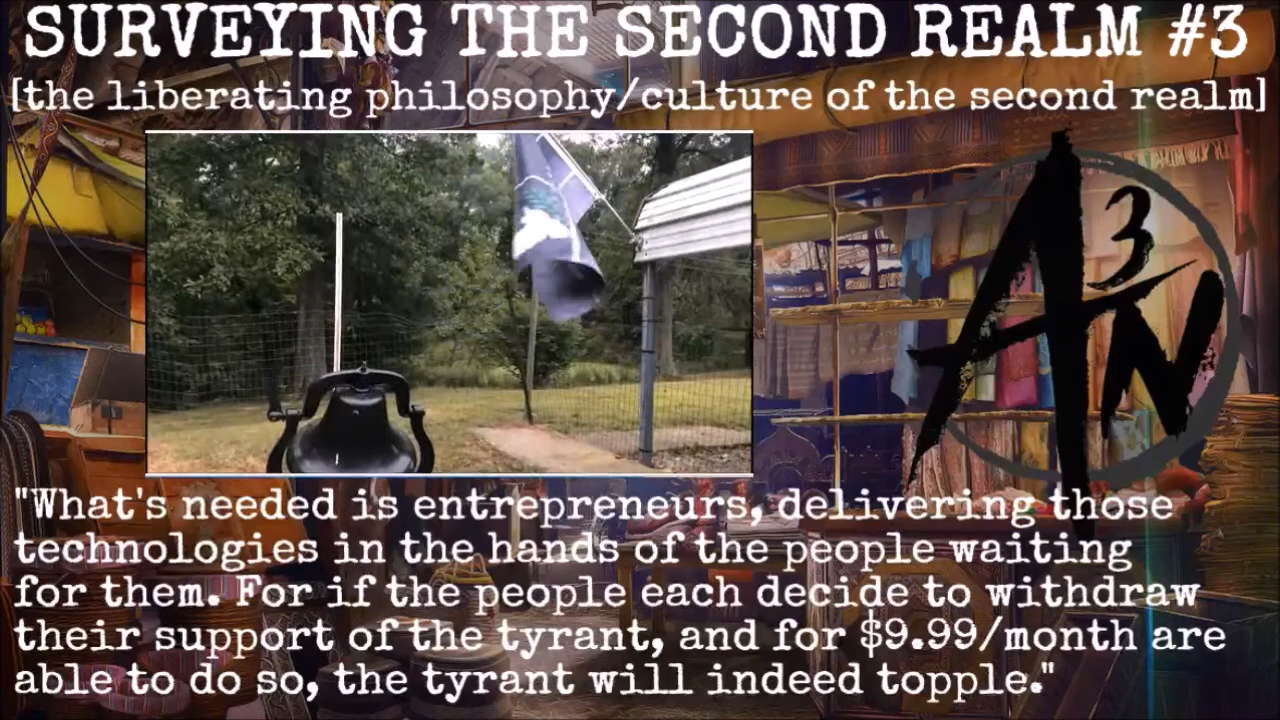 SURVEYING THE SECOND REALM #3
[the liberating philosophy/culture of the second realm]
A3N
"What's needed is entrepreneurs, delivering those
technologies in the hands of the people waiting
for them. For if the people each decide to withdraw
their support of the tyrant, and for $9.99/month are
able to do so, the tyrant will indeed topple."